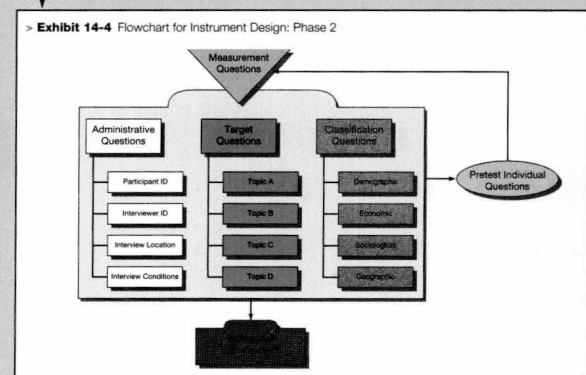 > Exhibit 14-4 Flowchart for Instrument Design: Phase 2
Measurement
Questions
Administrative
Questions
Target
Questions
Classification
Questions
Participant ID
Topic A
Demographic
Interviewer ID
Topic B
Economic
Interview Location
Topic C
Sociological
Interview Conditions
Topic D
Geographic
Pretest Individual
Questions